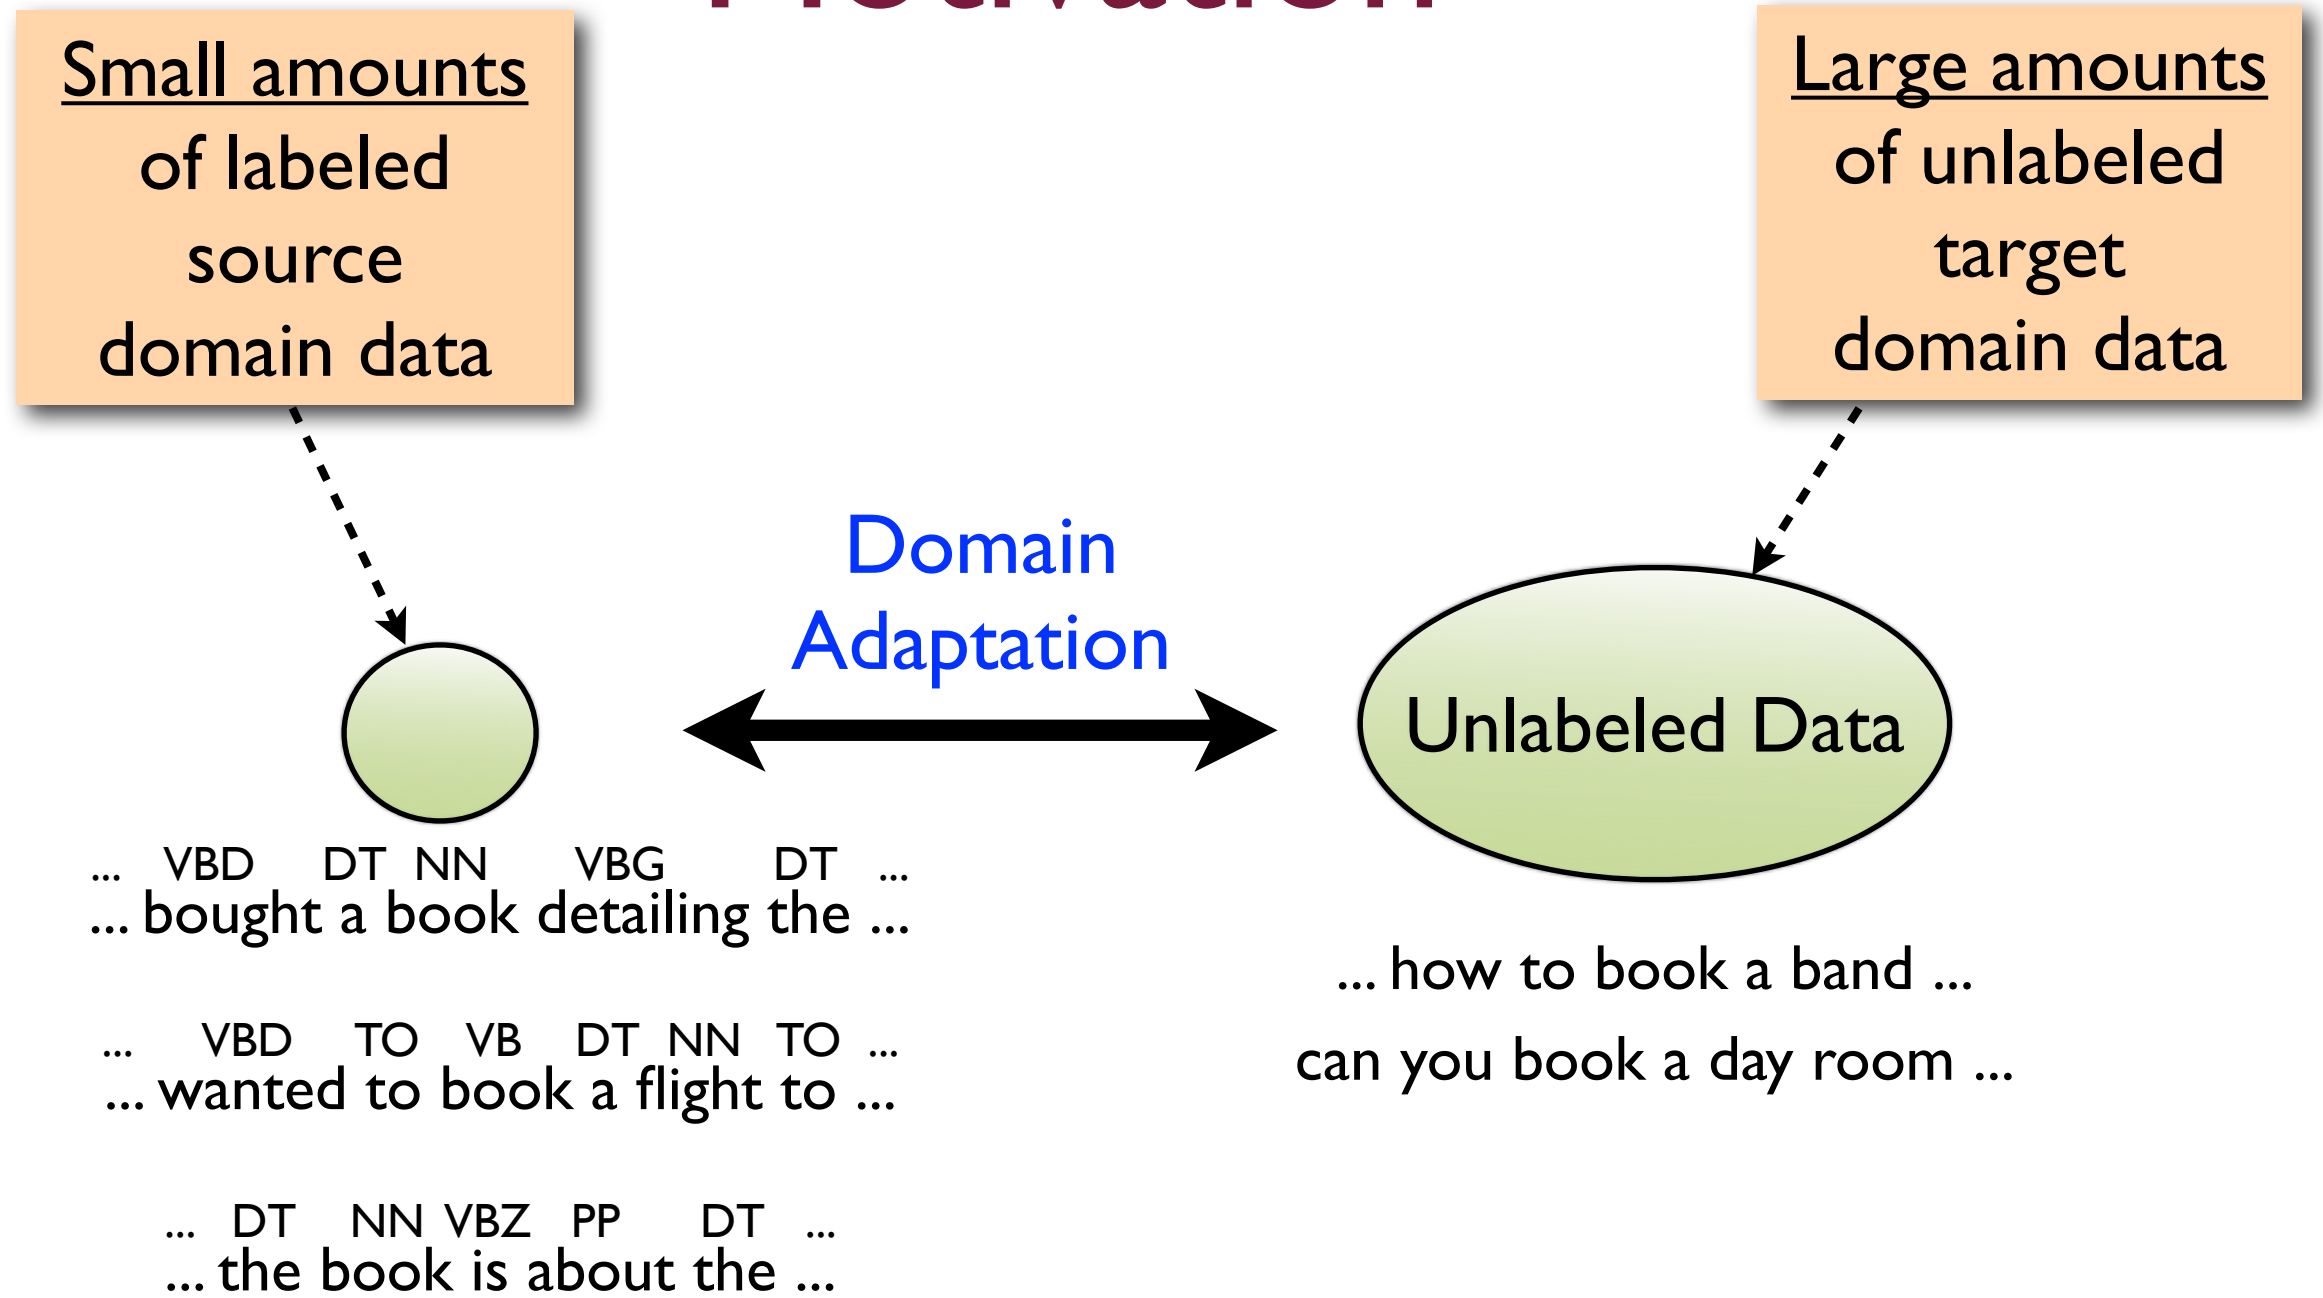 Motivation
Small amounts
of labeled
source
domain data
Large amounts
of unlabeled
target
domain data
Domain
Adaptation
Unlabeled Data
... VBD DT NN VBG DT ...
... bought a book detailing the ...
... VBD TO VB DT NN TO ...
... wanted to book a flight to ...
... DT NN VBZ PP DT ...
... the book is about the ...
... how to book a band ...
can you book a day room ...